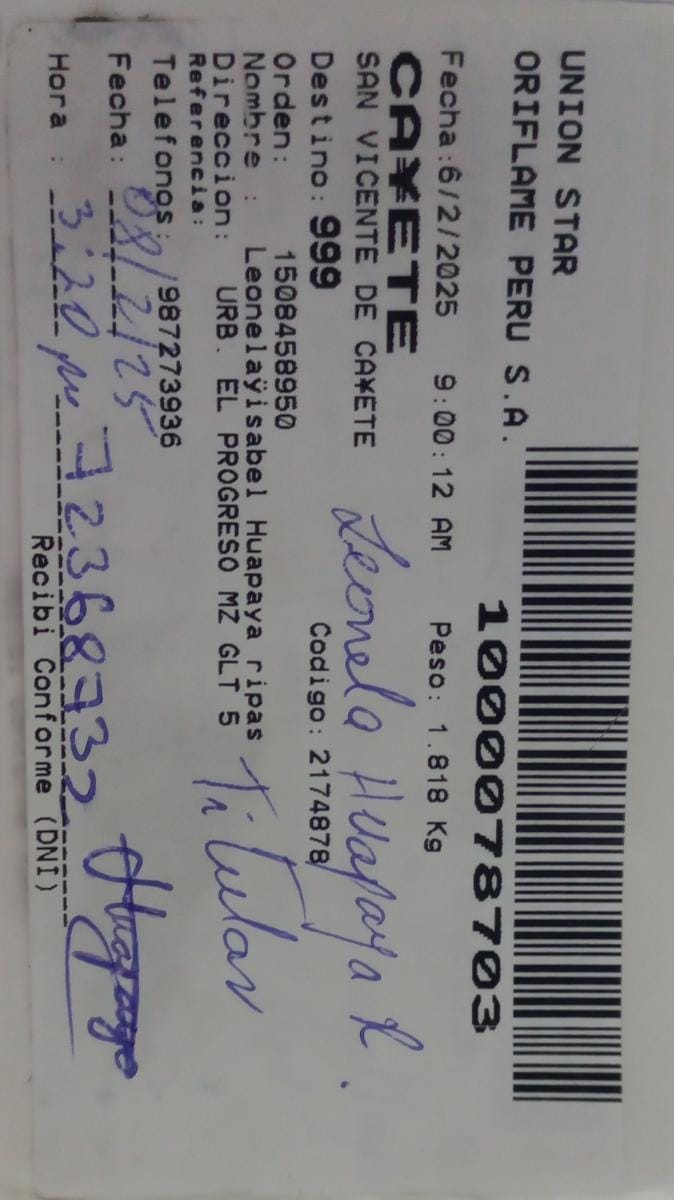 UNION STAR
ORIFLAME PERU S.A.
1000078703
Fecha:6/2/2025 9:00:12 AM Peso: 1.818 Kg
CA¥ETE
SAN VICENTE DE CA¥ETE
Leonela Huapaya R.
Destino: 999 Codigo: 2174878
Orden: 1508458950
Nombre : Leonelaÿisabel Huapaya ripas
Direccion: URB. EL PROGRESO MZ GLT 5
Titular
Referencia:
Telefonos: /987273936
Fecha: 08/2/25
72368732 Huapaya
Hora : 3:20 pm
Recibi Conforme (DNI)